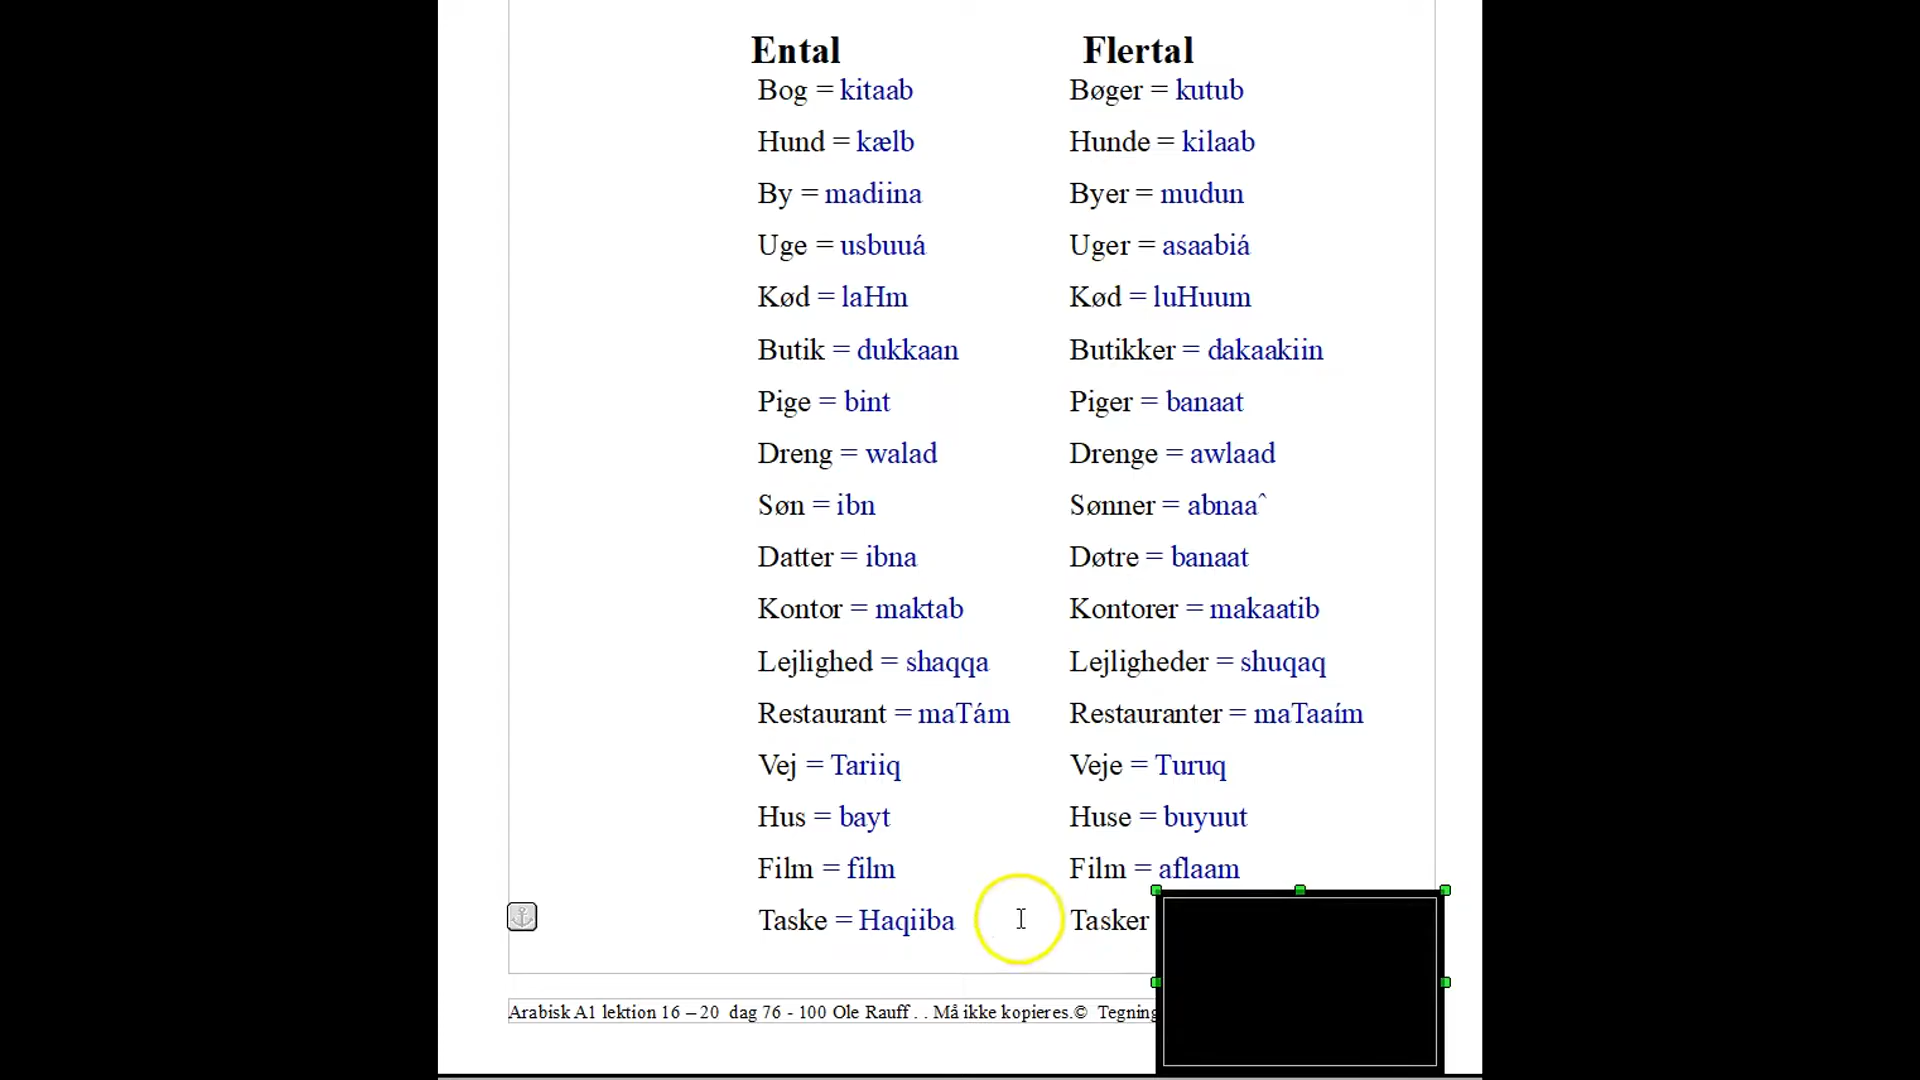 Ental Flertal
Bog = kitaab Bøger = kutub
Hund = kælb Hunde = kilaab
By = madiina Byer = mudun
Uge = usbuuá Uger = asaabiá
Kød = laHm Kød = luHuum
Butik = dukkaan Butikker = dakaakiin
Pige = bint Piger = banaat
Dreng = walad Drenge = awlaad
Søn = ibn Sønner = abnaaˆ
Datter = ibna Døtre = banaat
Kontor = maktab Kontorer = makaatib
Lejlighed = shaqqa Lejligheder = shuqaq
Restaurant = maTám Restauranter = maTaaím
Vej = Tariiq Veje = Turuq
Hus = bayt Huse = buyuut
Film = film Film = aflaam
Taske = Haqiiba Tasker
Arabisk A1 lektion 16 – 20 dag 76 - 100 Ole Rauff . . Må ikke kopieres.© Tegning